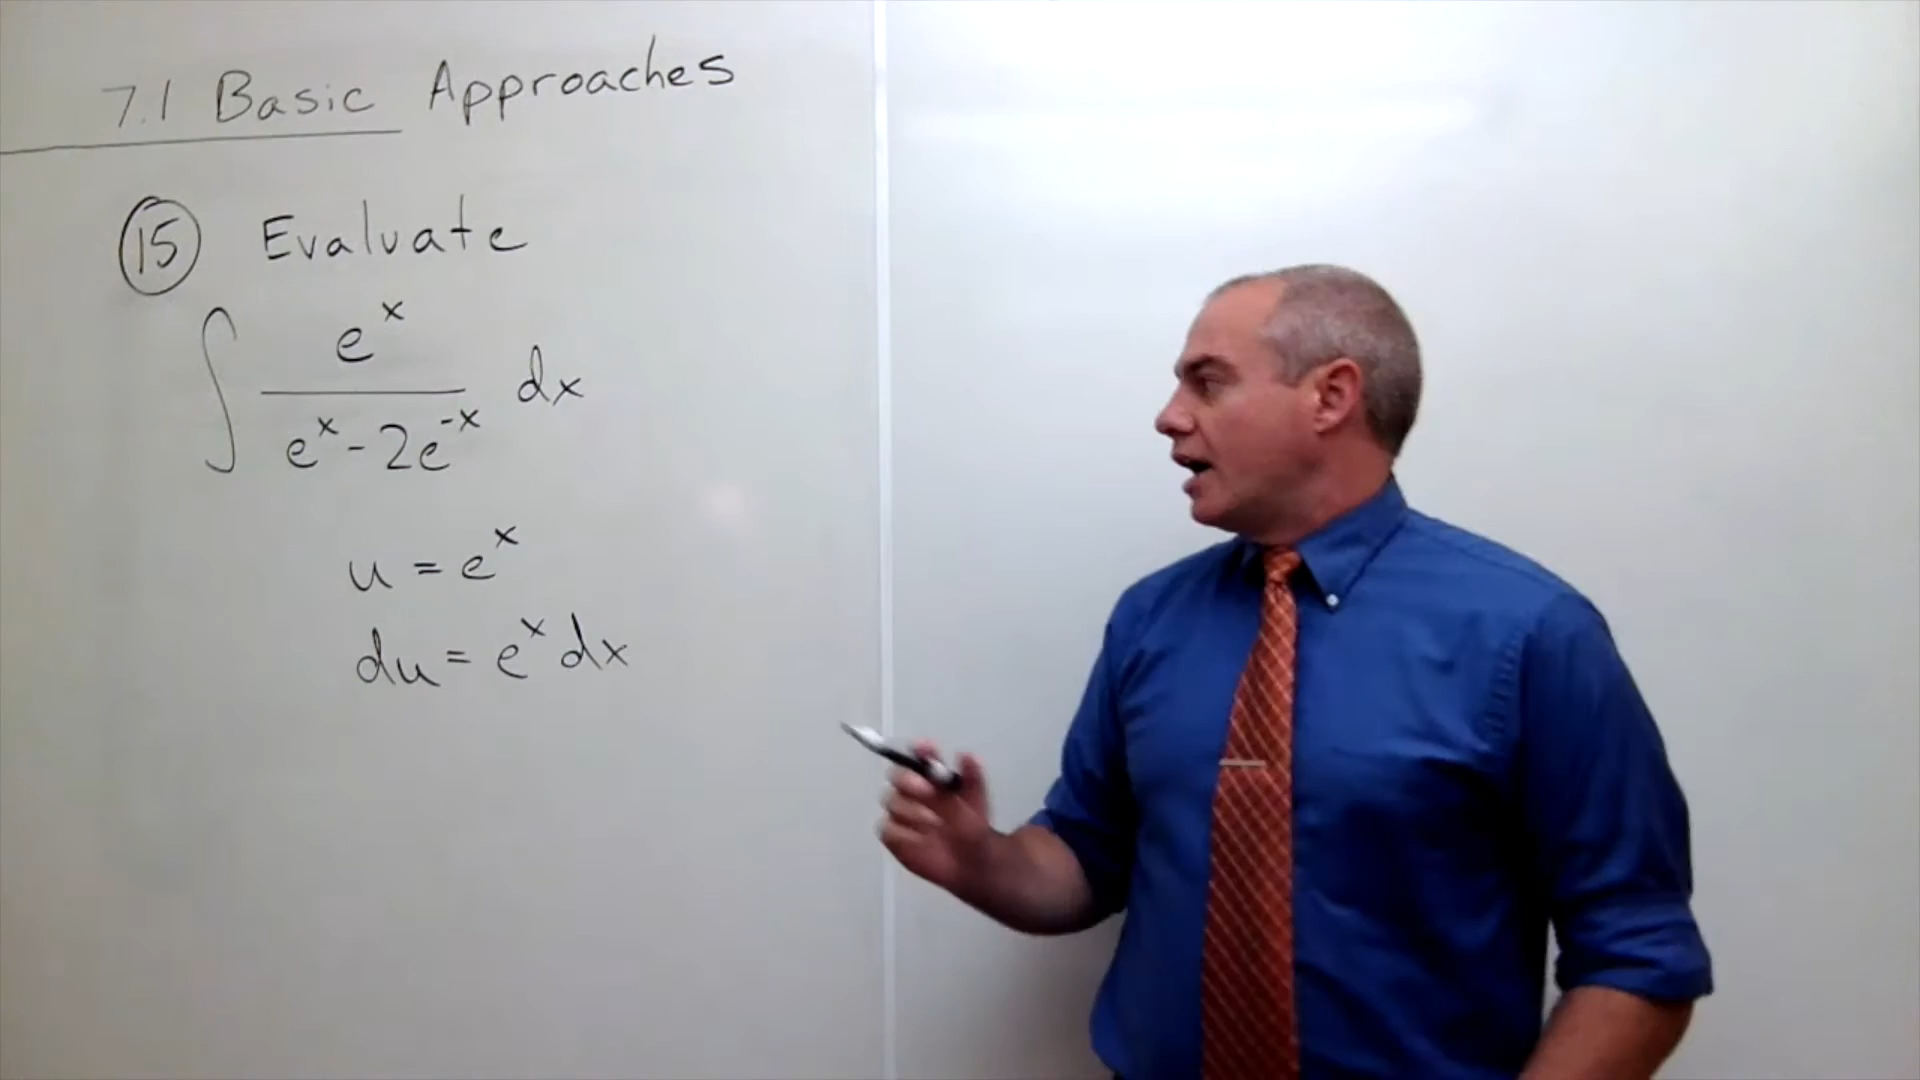 7.1 Basic Approaches
15 Evaluate
∫ e^x / (e^x - 2e^-x) dx
u = e^x
du = e^x dx